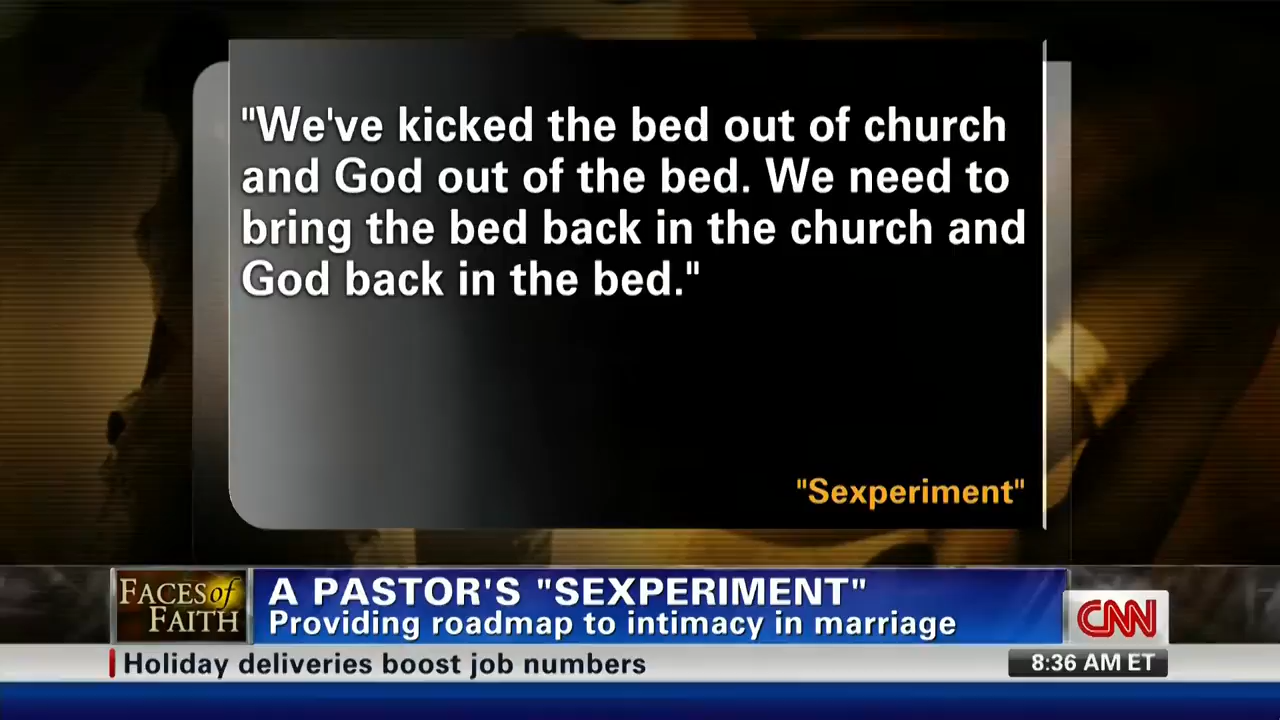 "We've kicked the bed out of church
and God out of the bed. We need to
bring the bed back in the church and
God back in the bed."
"Sexperiment"
FACES of
FAITH
A PASTOR'S "SEXPERIMENT"
Providing roadmap to intimacy in marriage
CNN
Holiday deliveries boost job numbers
8:36 AM ET